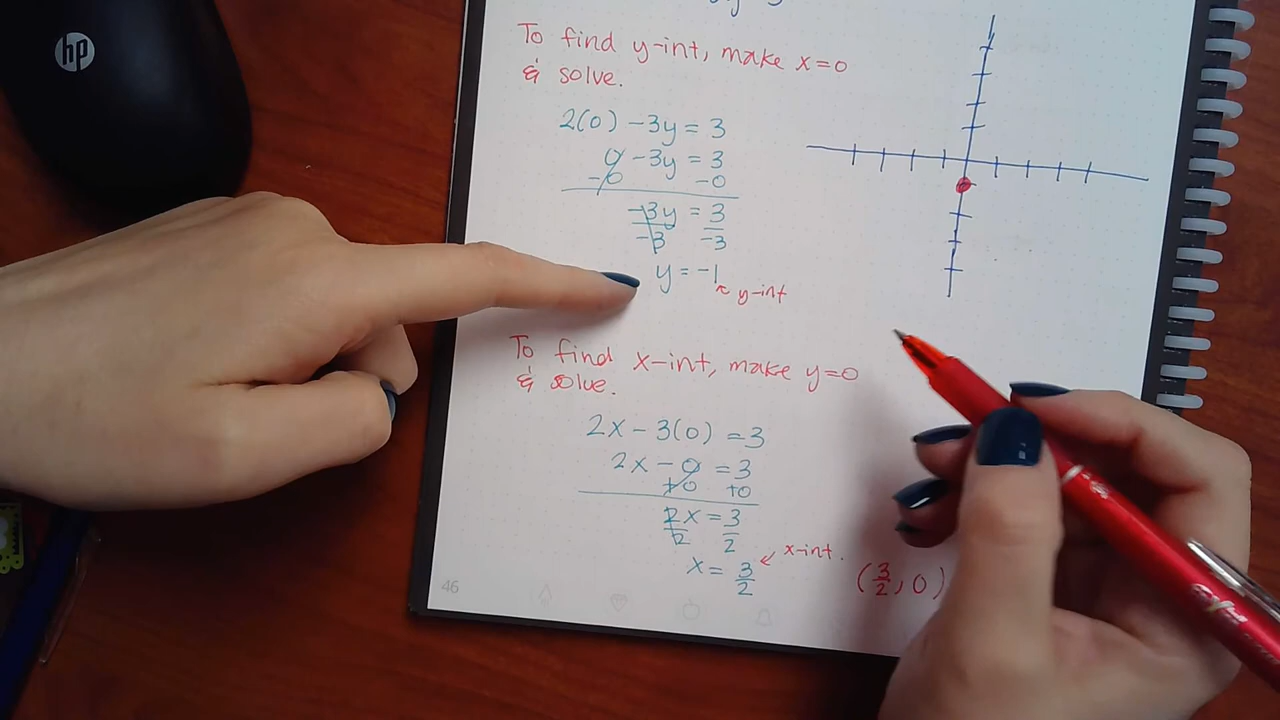 hp
To find y-int, make x=0
& solve.
2(0) -3y = 3
0 -3y = 3
-0 -0
-3y = 3
-3 -3
y = -1
y-int
To find x-int, make y=0
& solve.
2x - 3(0) = 3
2x - 0 = 3
+0 +0
2x = 3
2 2
x = 3/2
x-int.
(3/2, 0)
46